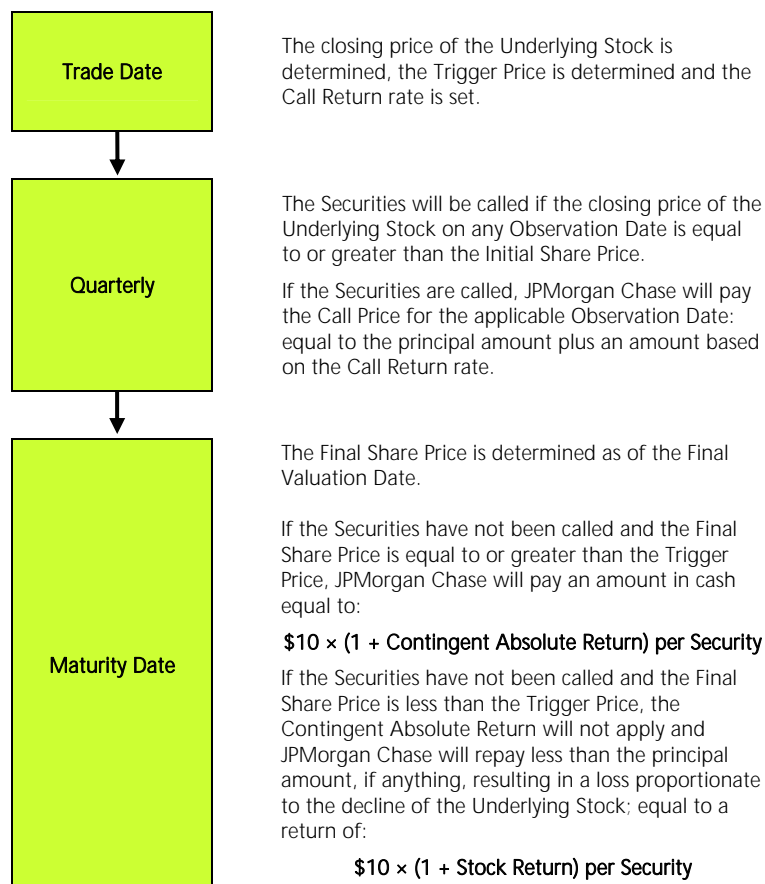 Trade Date
The closing price of the Underlying Stock is
determined, the Trigger Price is determined and the
Call Return rate is set.
Quarterly
The Securities will be called if the closing price of the
Underlying Stock on any Observation Date is equal
to or greater than the Initial Share Price.
If the Securities are called, JPMorgan Chase will pay
the Call Price for the applicable Observation Date:
equal to the principal amount plus an amount based
on the Call Return rate.
Maturity Date
The Final Share Price is determined as of the Final
Valuation Date.
If the Securities have not been called and the Final
Share Price is equal to or greater than the Trigger
Price, JPMorgan Chase will pay an amount in cash
equal to:
$10 × (1 + Contingent Absolute Return) per Security
If the Securities have not been called and the Final
Share Price is less than the Trigger Price, the
Contingent Absolute Return will not apply and
JPMorgan Chase will repay less than the principal
amount, if anything, resulting in a loss proportionate
to the decline of the Underlying Stock; equal to a
return of:
$10 × (1 + Stock Return) per Security